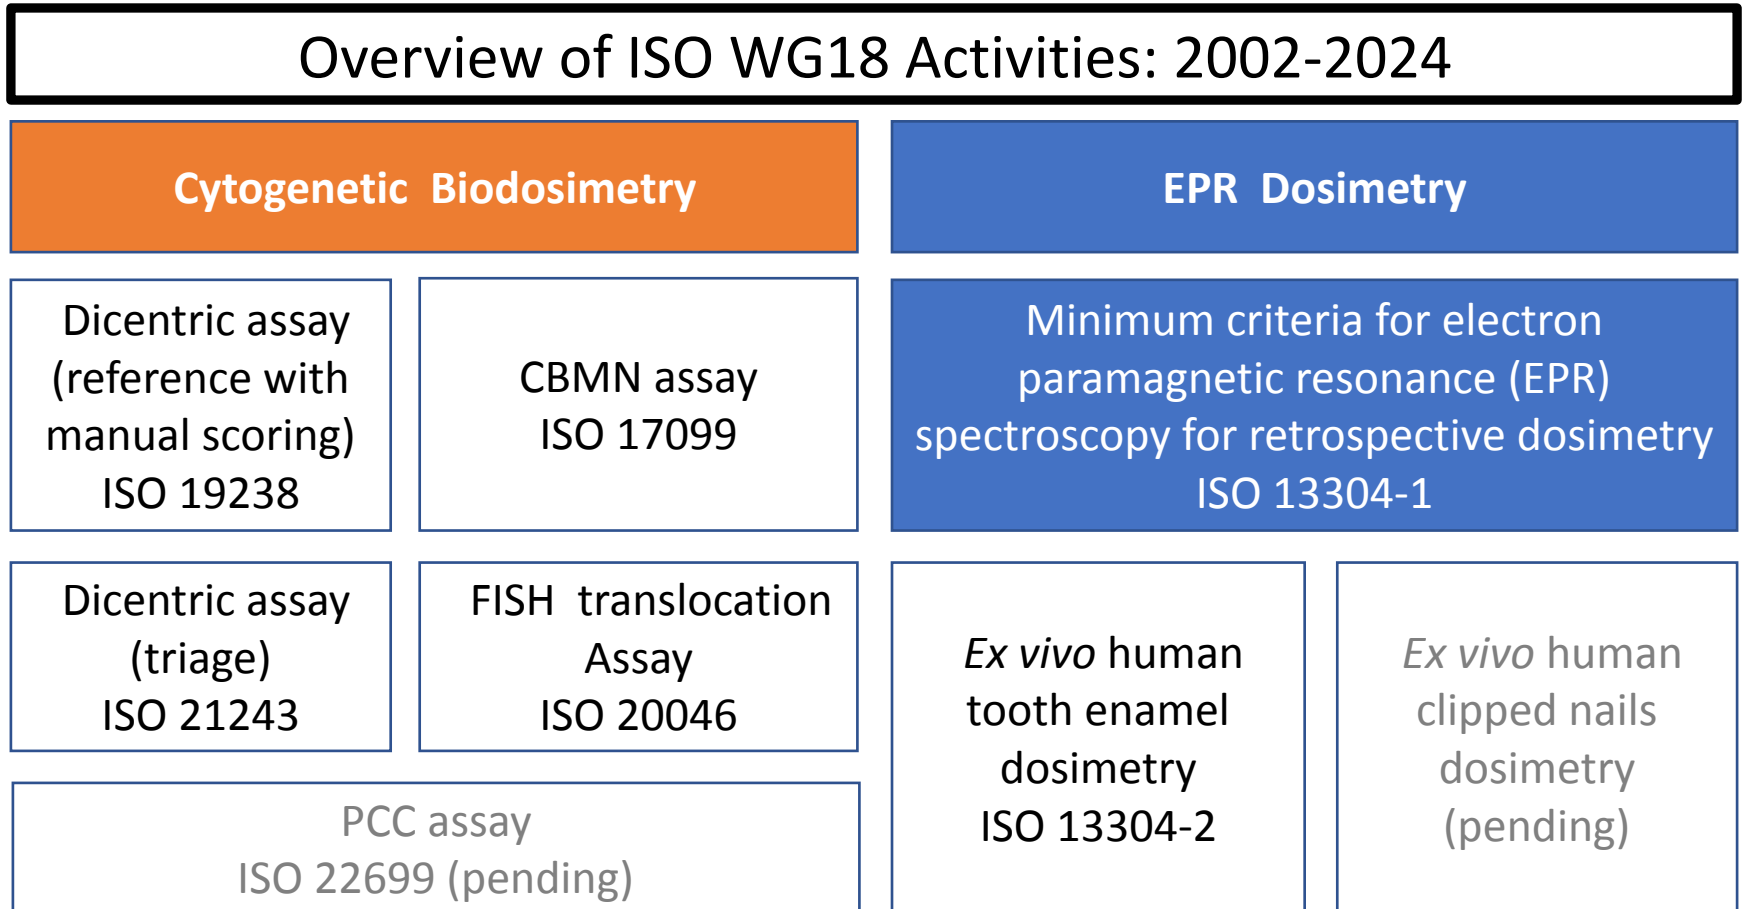 Overview of ISO WG18 Activities: 2002-2024
Cytogenetic Biodosimetry
EPR Dosimetry
Dicentric assay
(reference with
manual scoring)
ISO 19238
CBMN assay
ISO 17099
Minimum criteria for electron
paramagnetic resonance (EPR)
spectroscopy for retrospective dosimetry
ISO 13304-1
Dicentric assay
(triage)
ISO 21243
FISH translocation
Assay
ISO 20046
Ex vivo human
tooth enamel
dosimetry
ISO 13304-2
Ex vivo human
clipped nails
dosimetry
(pending)
PCC assay
ISO 22699 (pending)